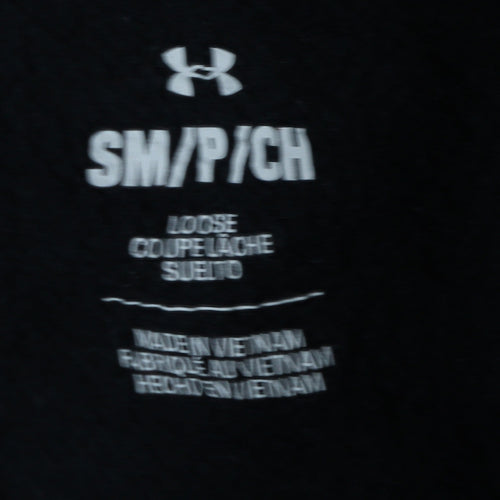 SM/P/CH
LOOSE
COUPE LÂCHE
SUELTO
MADE IN VIETNAM
FABRIQUÉ AU VIETNAM
HECHO EN VIETNAM